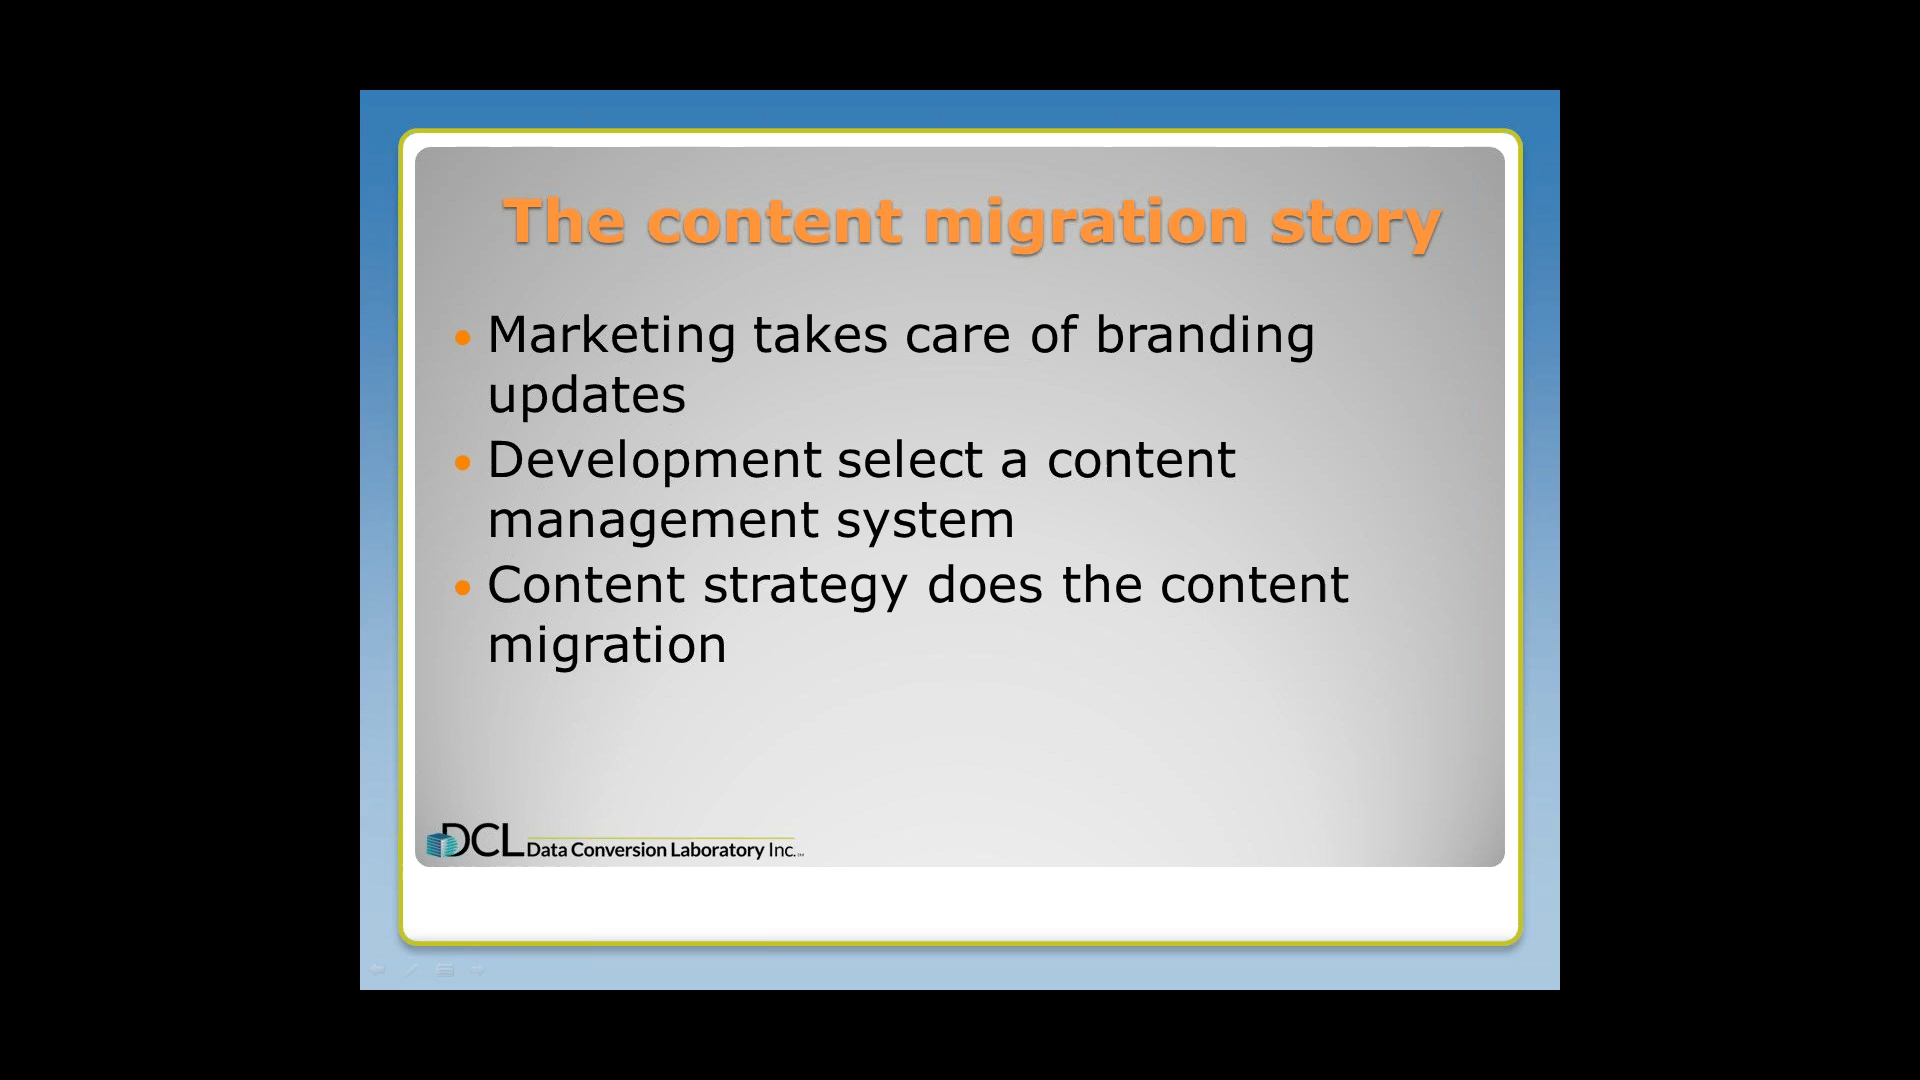 The content migration story
Marketing takes care of branding
updates
Development select a content
management system
Content strategy does the content
migration
DCL Data Conversion Laboratory Inc.